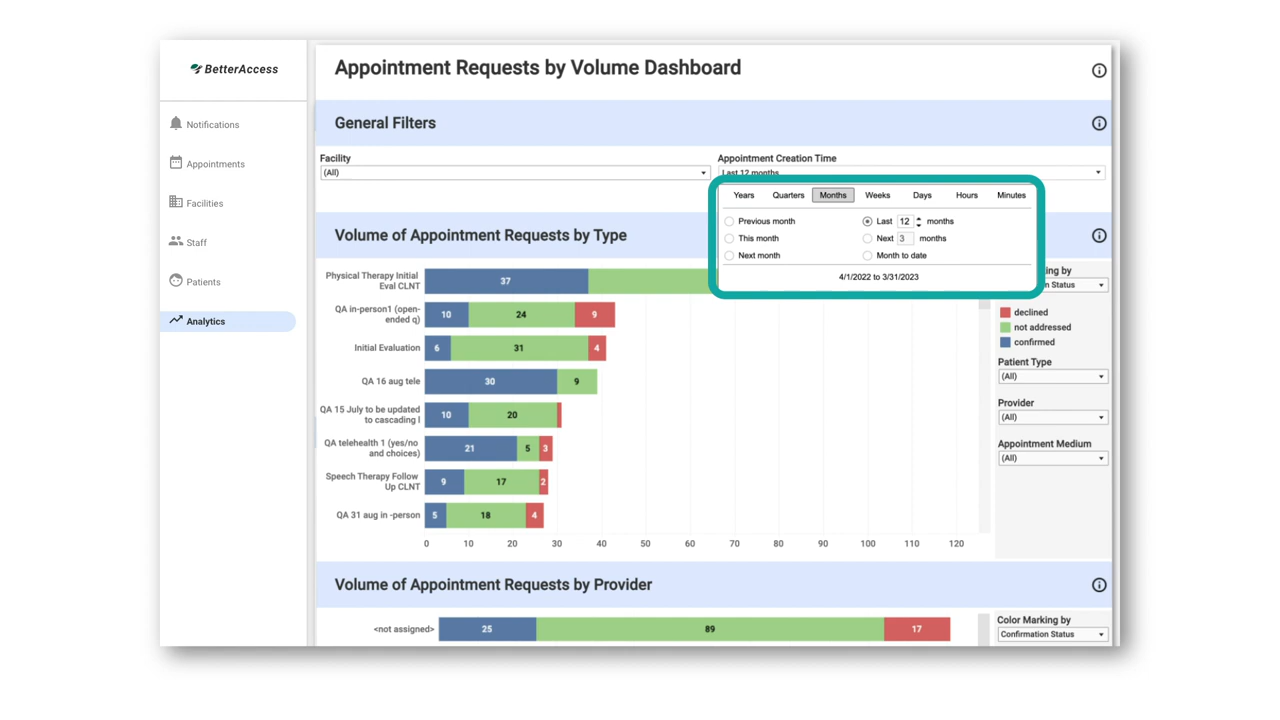 BetterAccess
Notifications
Appointments
Facilities
Staff
Patients
Analytics
Appointment Requests by Volume Dashboard
General Filters
Facility
(All)
Appointment Creation Time
Last 12 months
Years Quarters Months Weeks Days Hours Minutes
Previous month
Last 12 months
This month
Next 3 months
Next month
Month to date
4/1/2022 to 3/31/2023
Volume of Appointment Requests by Type
Physical Therapy Initial
Eval CLNT
37
QA in-person1 (open-
ended q)
10 24 9
Initial Evaluation
6 31 4
QA 16 aug tele
30 9
QA 15 July to be updated
to cascading l
10 20
QA telehealth 1 (yes/no
and choices)
21 5 3
Speech Therapy Follow
Up CLNT
9 17 2
QA 31 aug in -person
5 18 4
0 10 20 30 40 50 60 70 80 90 100 110 120
declined
not addressed
confirmed
Patient Type
(All)
Provider
(All)
Appointment Medium
(All)
Volume of Appointment Requests by Provider
<not assigned>
25 89 17
Color Marking by
Confirmation Status